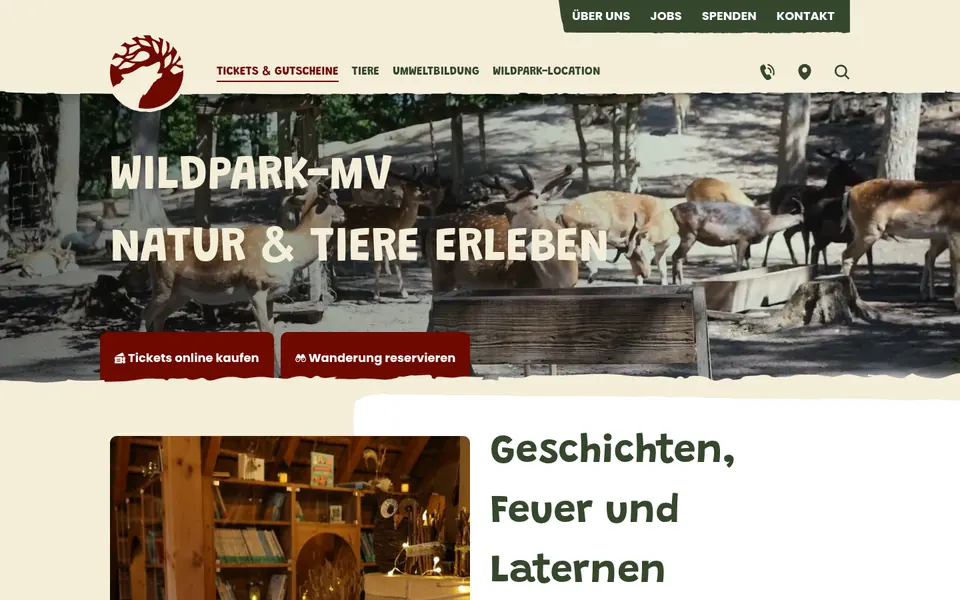 ÜBER UNS JOBS SPENDEN KONTAKT
TICKETS & GUTSCHEINE TIERE UMWELTBILDUNG WILDPARK-LOCATION
WILDPARK-MV
NATUR & TIERE ERLEBEN
Tickets online kaufen Wanderung reservieren
Geschichten,
Feuer und
Laternen